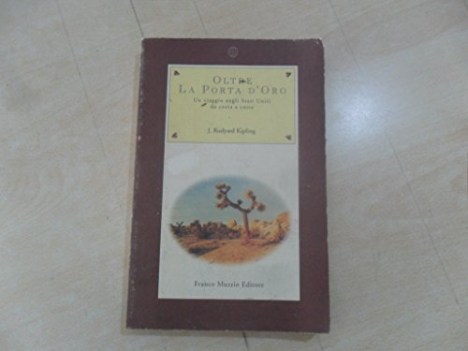 OLTRE
LA PORTA D'ORO
Un viaggio negli Stati Uniti
da costa a costa
J. Rudyard Kipling
Franco Muzzio Editore